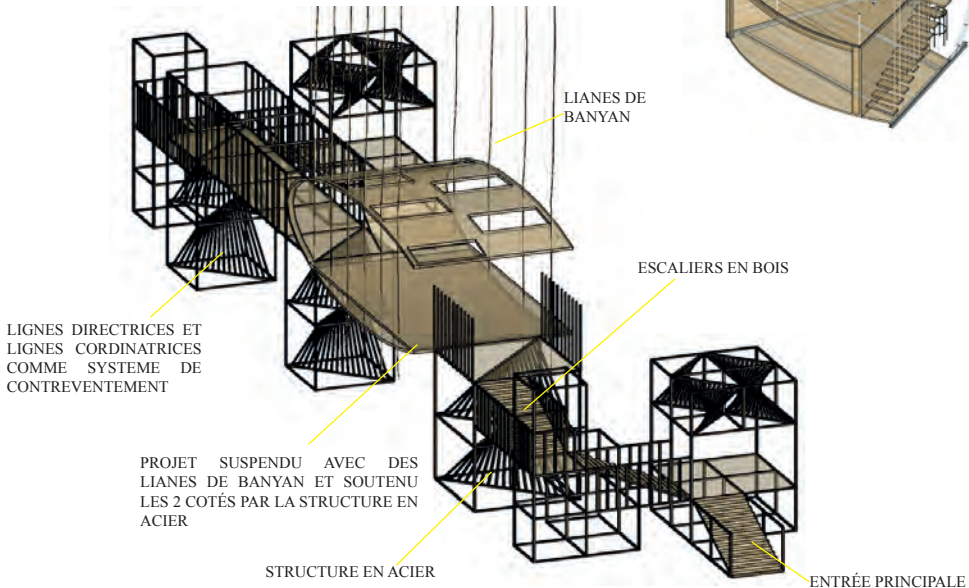 LIANES DE
BANYAN
ESCALIERS EN BOIS
LIGNES DIRECTRICES ET
LIGNES CORDINATRICES
COMME SYSTEME DE
CONTREVENTEMENT
PROJET SUSPENDU AVEC DES
LIANES DE BANYAN ET SOUTENU
LES 2 COTÉS PAR LA STRUCTURE EN
ACIER
STRUCTURE EN ACIER
ENTRÉE PRINCIPALE